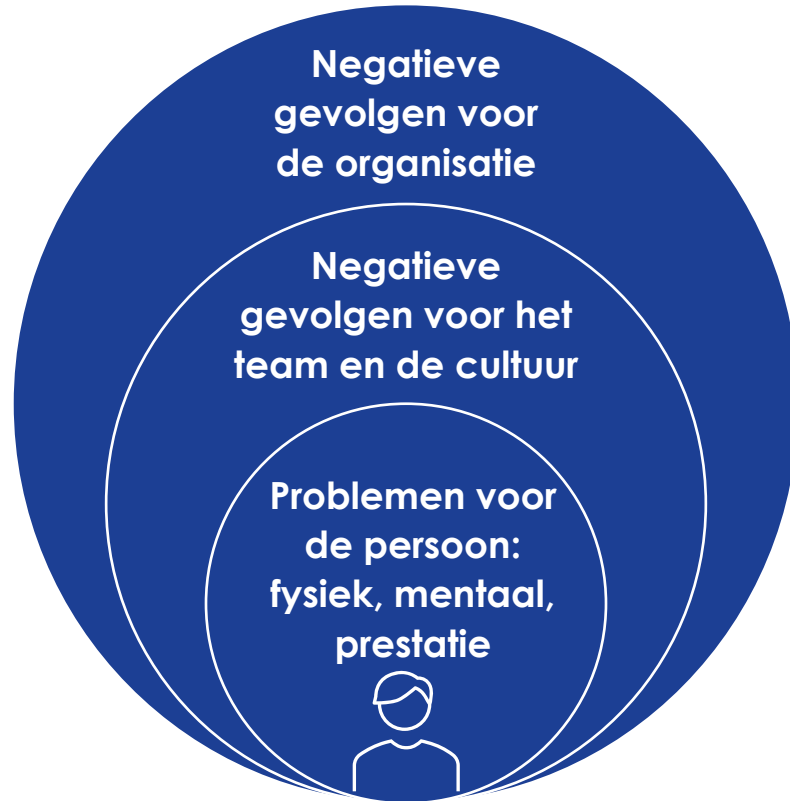 Negatieve
gevolgen voor
de organisatie
Negatieve
gevolgen voor het
team en de cultuur
Problemen voor
de persoon:
fysiek, mentaal,
prestatie